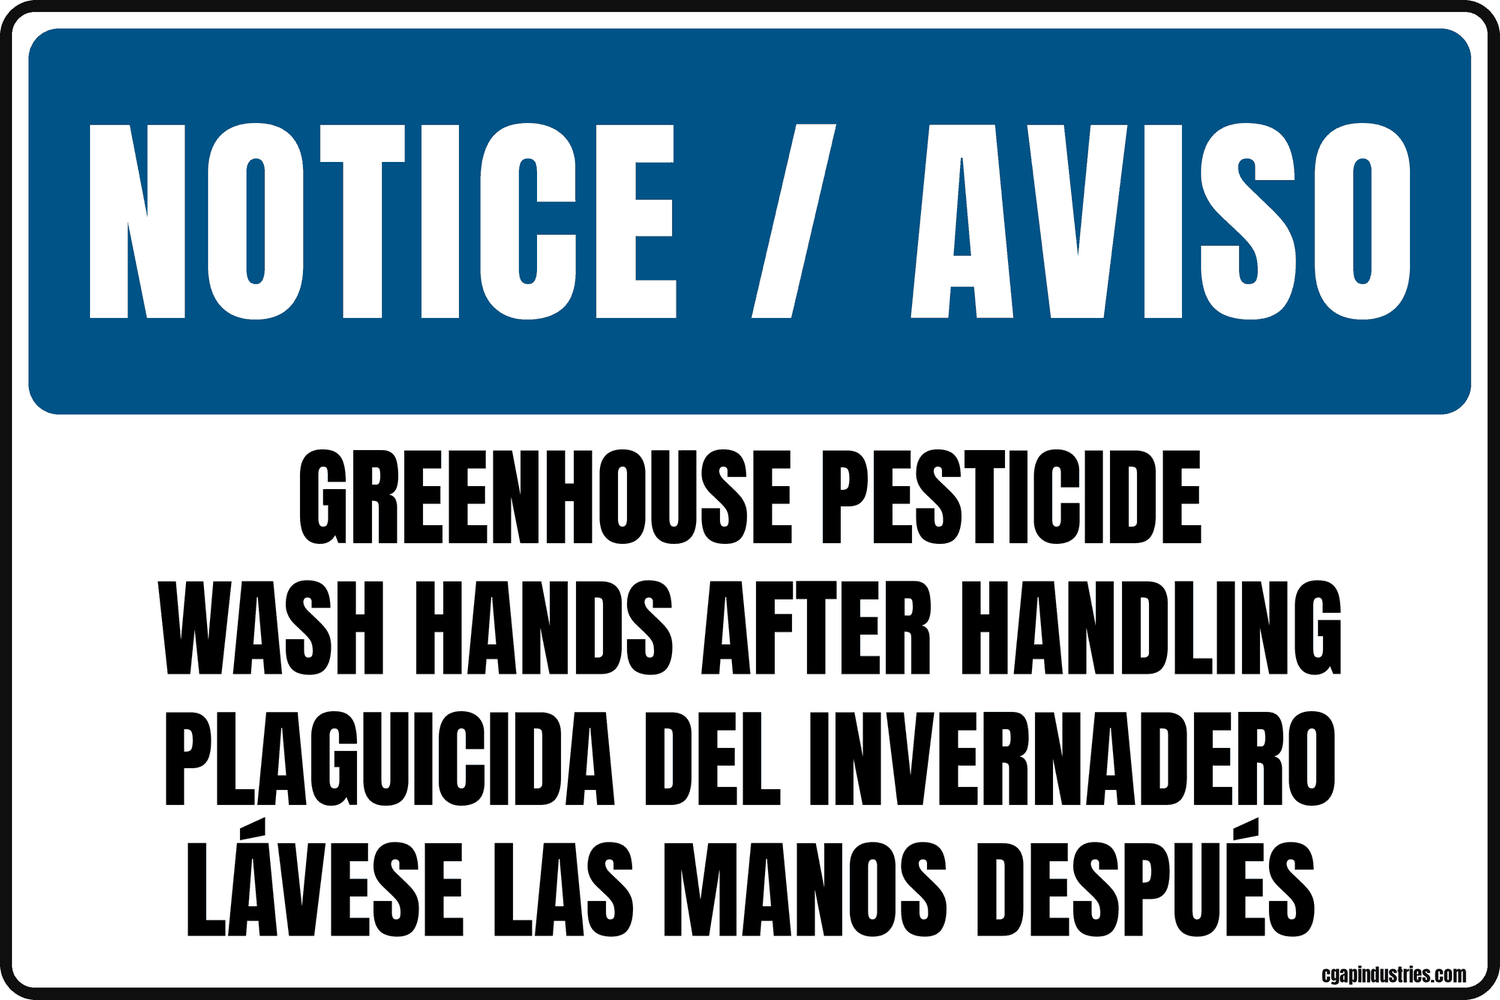 NOTICE / AVISO
GREENHOUSE PESTICIDE
WASH HANDS AFTER HANDLING
PLAGUICIDA DEL INVERNADERO
LÁVESE LAS MANOS DESPUÉS
cgapindustries.com